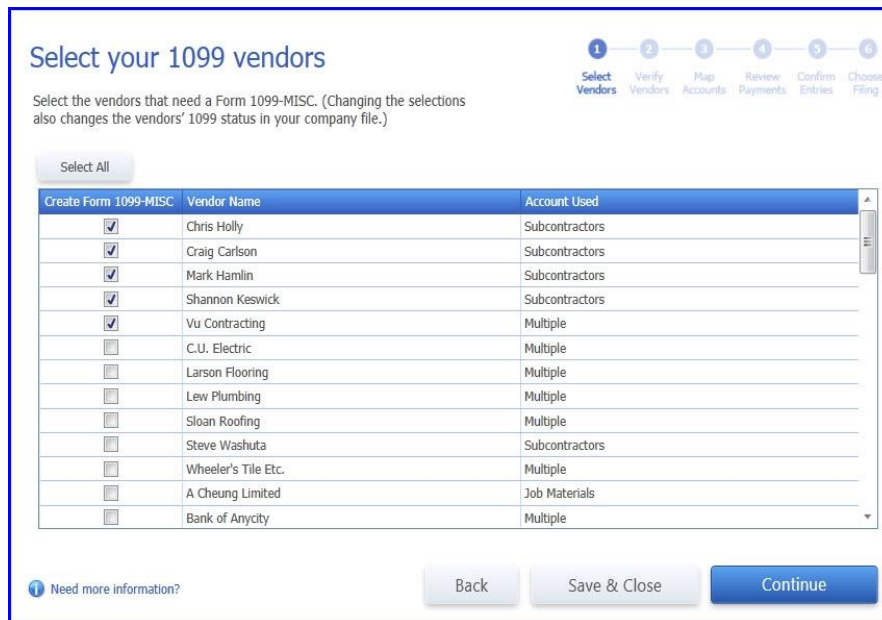 Select your 1099 vendors
1 2 3 4 5 6
Select Verify Map Review Confirm Choose
Vendors Vendors Accounts Payments Entries Filing
Select the vendors that need a Form 1099-MISC. (Changing the selections
also changes the vendors' 1099 status in your company file.)
Select All
Create Form 1099-MISC Vendor Name Account Used
Chris Holly Subcontractors
Craig Carlson Subcontractors
Mark Hamlin Subcontractors
Shannon Keswick Subcontractors
Vu Contracting Multiple
C.U. Electric Multiple
Larson Flooring Multiple
Lew Plumbing Multiple
Sloan Roofing Multiple
Steve Washuta Subcontractors
Wheeler's Tile Etc. Multiple
A Cheung Limited Job Materials
Bank of Anycity Multiple
Need more information? Back Save & Close Continue